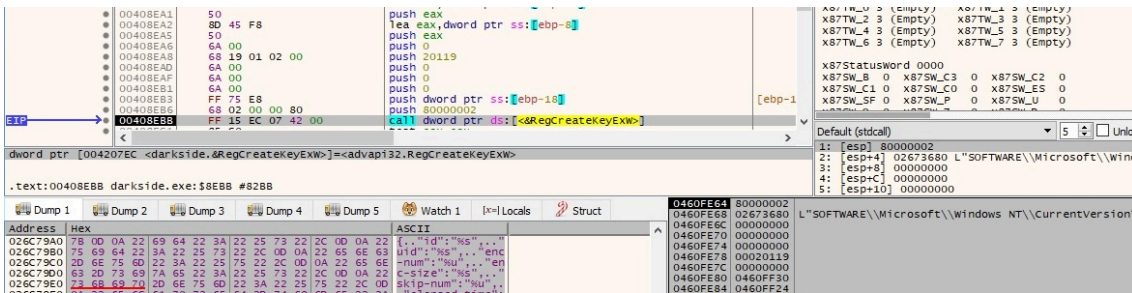 00408EA1 50 push eax
00408EA2 8D 45 F8 lea eax,dword ptr ss:[ebp-8]
00408EA5 50 push eax
00408EA6 6A 00 push 0
00408EA8 68 19 01 02 00 push 20119
00408EAD 6A 00 push 0
00408EAF 6A 00 push 0
00408EB1 6A 00 push 0
00408EB3 FF 75 E8 push dword ptr ss:[ebp-18] [ebp-1
00408EB6 68 02 00 00 80 push 80000002
EIP 00408EBB FF 15 EC 07 42 00 call dword ptr ds:[<&RegCreateKeyExW>]
dword ptr [004207EC <darkside.&RegCreateKeyExW>]=<advapi32.RegCreateKeyExW>
.text:00408EBB darkside.exe:$8EBB #82BB
x87TW_2 3 (Empty) x87TW_3 3 (Empty)
x87TW_4 3 (Empty) x87TW_5 3 (Empty)
x87TW_6 3 (Empty) x87TW_7 3 (Empty)
x87StatusWord 0000
x87SW_B 0 x87SW_C3 0 x87SW_C2 0
x87SW_C1 0 x87SW_C0 0 x87SW_ES 0
x87SW_SF 0 x87SW_P 0 x87SW_U 0
Default (stdcall) 5 Unlo
1: [esp] 80000002
2: [esp+4] 02673680 L"SOFTWARE\\Microsoft\\Wind
3: [esp+8] 00000000
4: [esp+C] 00000000
5: [esp+10] 00000000
Dump 1 Dump 2 Dump 3 Dump 4 Dump 5 Watch 1 [x=] Locals Struct
Address Hex ASCII
026C79A0 7B 0D 0A 22 69 64 22 3A 22 25 73 22 2C 0D 0A 22 {.."id":"%s",.."
026C79B0 75 69 64 22 3A 22 25 73 22 2C 0D 0A 22 65 6E 63 uid":"%s",.."enc
026C79C0 2D 6E 75 6D 22 3A 22 25 75 22 2C 0D 0A 22 65 6E -num":"%u",.."en
026C79D0 63 2D 73 69 7A 65 22 3A 22 25 73 22 2C 0D 0A 22 c-size":"%s",.."
026C79E0 73 6B 69 70 2D 6E 75 6D 22 3A 22 25 75 22 2C 0D skip-num":"%u",.
0460FE64 80000002
0460FE68 02673680 L"SOFTWARE\\Microsoft\\Windows NT\\CurrentVersion"
0460FE6C 00000000
0460FE70 00000000
0460FE74 00000000
0460FE78 00020119
0460FE7C 00000000
0460FE80 0460FF30
0460FE84 0460FF24